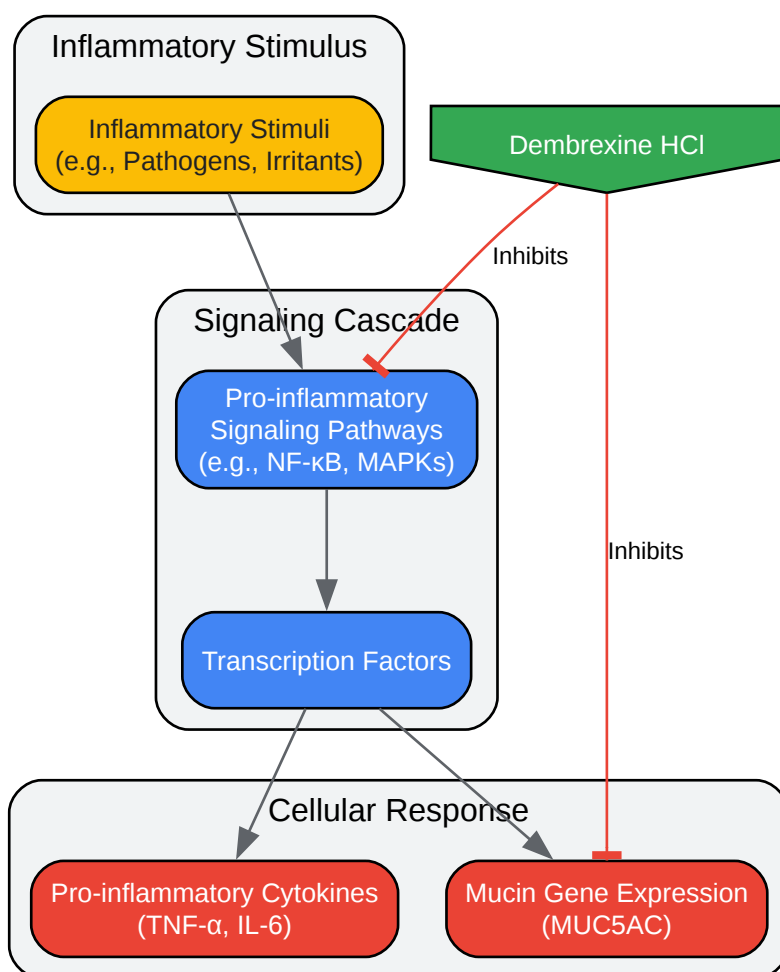 Inflammatory Stimulus
Inflammatory Stimuli
(e.g., Pathogens, Irritants)
Dembrexine HCl
Inhibits
Signaling Cascade
Pro-inflammatory
Signaling Pathways
(e.g., NF-κB, MAPKs)
Inhibits
Transcription Factors
Cellular Response
Pro-inflammatory Cytokines
(TNF-α, IL-6)
Mucin Gene Expression
(MUC5AC)